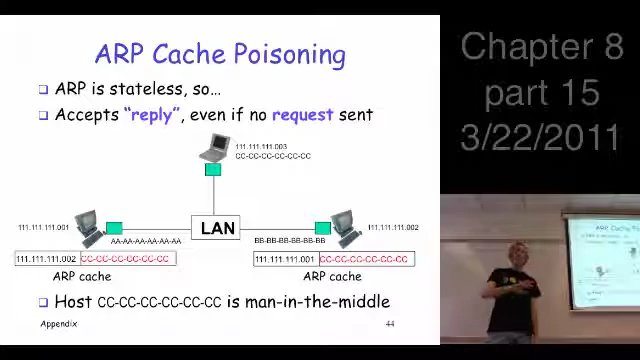 ARP Cache Poisoning
ARP is stateless, so…
Accepts “reply”, even if no request sent
111.111.111.003
CC-CC-CC-CC-CC-CC
111.111.111.001
LAN
111.111.111.002
AA-AA-AA-AA-AA-AA
BB-BB-BB-BB-BB-BB
111.111.111.002 CC-CC-CC-CC-CC-CC
111.111.111.001 CC-CC-CC-CC-CC-CC
ARP cache
ARP cache
Host CC-CC-CC-CC-CC-CC is man-in-the-middle
Appendix
44
Chapter 8
part 15
3/22/2011
ARP Cache Poisoning